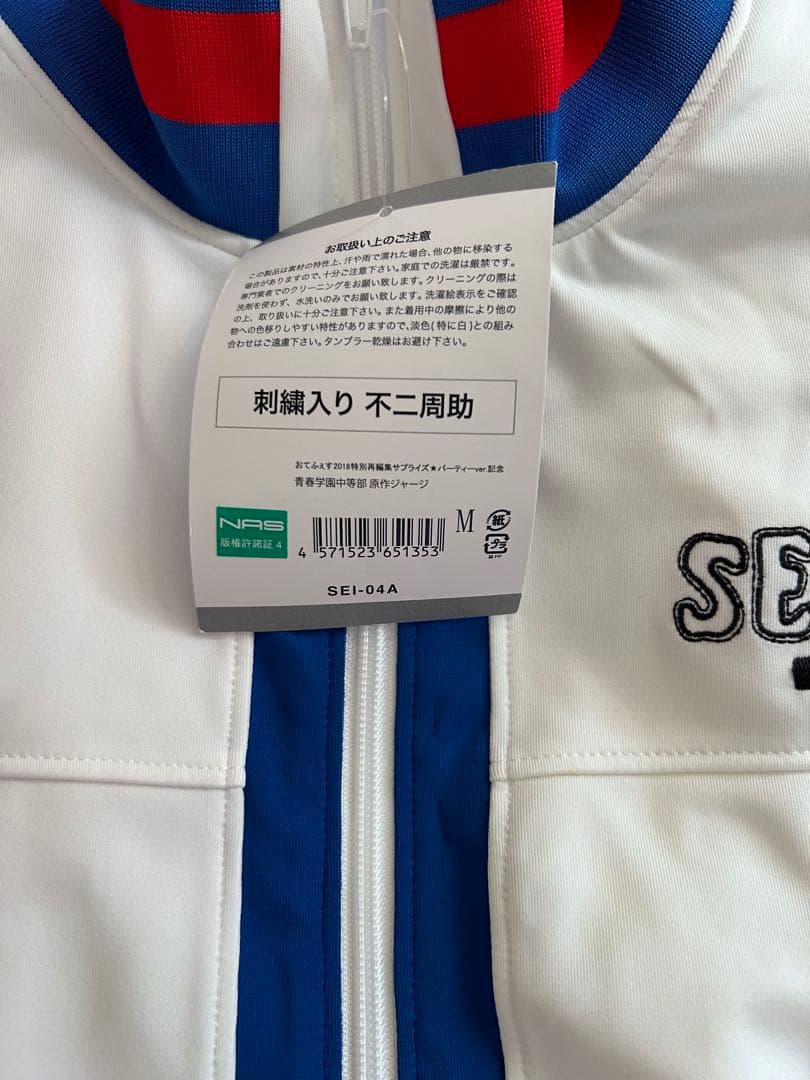 お取扱い上のご注意
この製品は素材の特性上、汗や雨で濡れた場合、他の物に移染する
場合がありますので、十分ご注意下さい。家庭での洗濯は厳禁です。
専門業者でのクリーニングをお願い致します。クリーニングの際は
洗剤を使わず、水洗いのみでお願い致します。洗濯絵表示をご確認
の上、取り扱いに十分ご注意下さい。また着用中の摩擦により他の
物への色移りしやすい特性がありますので、淡色(特に白)との組み
合わせはご遠慮下さい。タンブラー乾燥はお避け下さい。
刺繍入り 不二周助
おてふぇす2018特別再編集サプライズ★パーティーver.記念
青春学園中等部 原作ジャージ
NAS
版権許諾証 4
4 571523 651353
M
紙
プラ
SEI-04A
SE